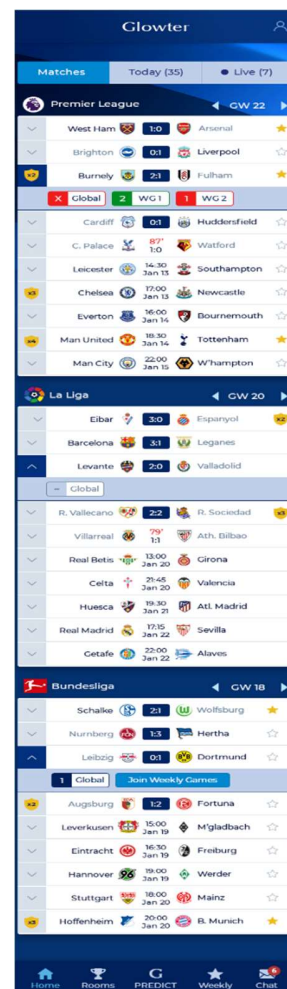 Glowter
Matches Today (35) Live (7)
Premier League GW 22
West Ham 1:0 Arsenal
Brighton 0:1 Liverpool
x2 Burnely 2:1 Fulham
X Global 2 WG 1 1 WG 2
Cardiff 0:1 Huddersfield
C. Palace 87' 1:0 Watford
Leicester 14:30 Jan 13 Southampton
x3 Chelsea 17:00 Jan 13 Newcastle
Everton 16:00 Jan 14 Bournemouth
x4 Man United 18:30 Jan 14 Tottenham
Man City 22:00 Jan 15 W'hampton
La Liga GW 20
Eibar 3:0 Espanyol x2
Barcelona 3:1 Leganes
Levante 2:0 Valladolid
– Global
R. Vallecano 2:2 R. Sociedad x3
Villarreal 79' 1:1 Ath. Bilbao
Real Betis 13:00 Jan 20 Girona
Celta 21:45 Jan 20 Valencia
Huesca 19:30 Jan 21 Atl. Madrid
Real Madrid 17:15 Jan 22 Sevilla
Getafe 22:00 Jan 22 Alaves
Bundesliga GW 18
Schalke 2:1 Wolfsburg
Nurnberg 1:3 Hertha
Leibzig 0:1 Dortmund
1 Global Join Weekly Games
x2 Augsburg 1:2 Fortuna
Leverkusen 15:00 Jan 19 M'gladbach
Eintracht 16:30 Jan 19 Freiburg
Hannover 19:00 Jan 19 Werder
Stuttgart 18:00 Jan 20 Mainz
x3 Hoffenheim 20:00 Jan 20 B. Munich
6
Home Rooms PREDICT Weekly Chat